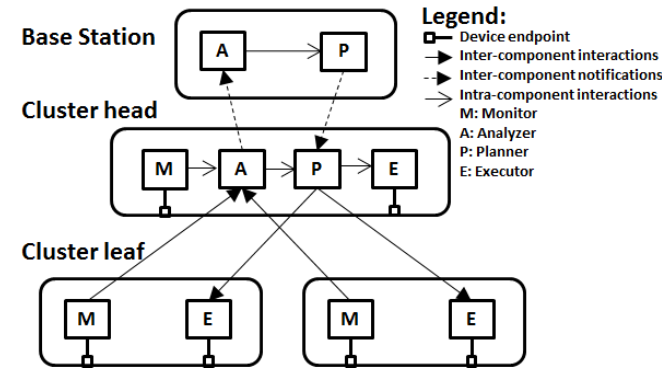 Legend:
Base Station
A
P
Device endpoint
Inter-component interactions
Inter-component notifications
Intra-component interactions
M: Monitor
A: Analyzer
P: Planner
E: Executor
Cluster head
M
A
P
E
Cluster leaf
M
E
M
E